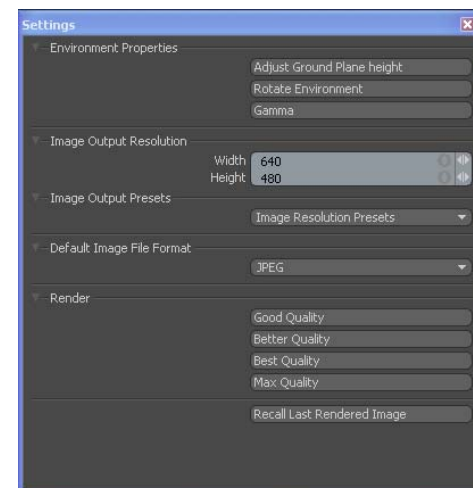 Settings
Environment Properties
Adjust Ground Plane height
Rotate Environment
Gamma
Image Output Resolution
Width 640
Height 480
Image Output Presets
Image Resolution Presets
Default Image File Format
JPEG
Render
Good Quality
Better Quality
Best Quality
Max Quality
Recall Last Rendered Image